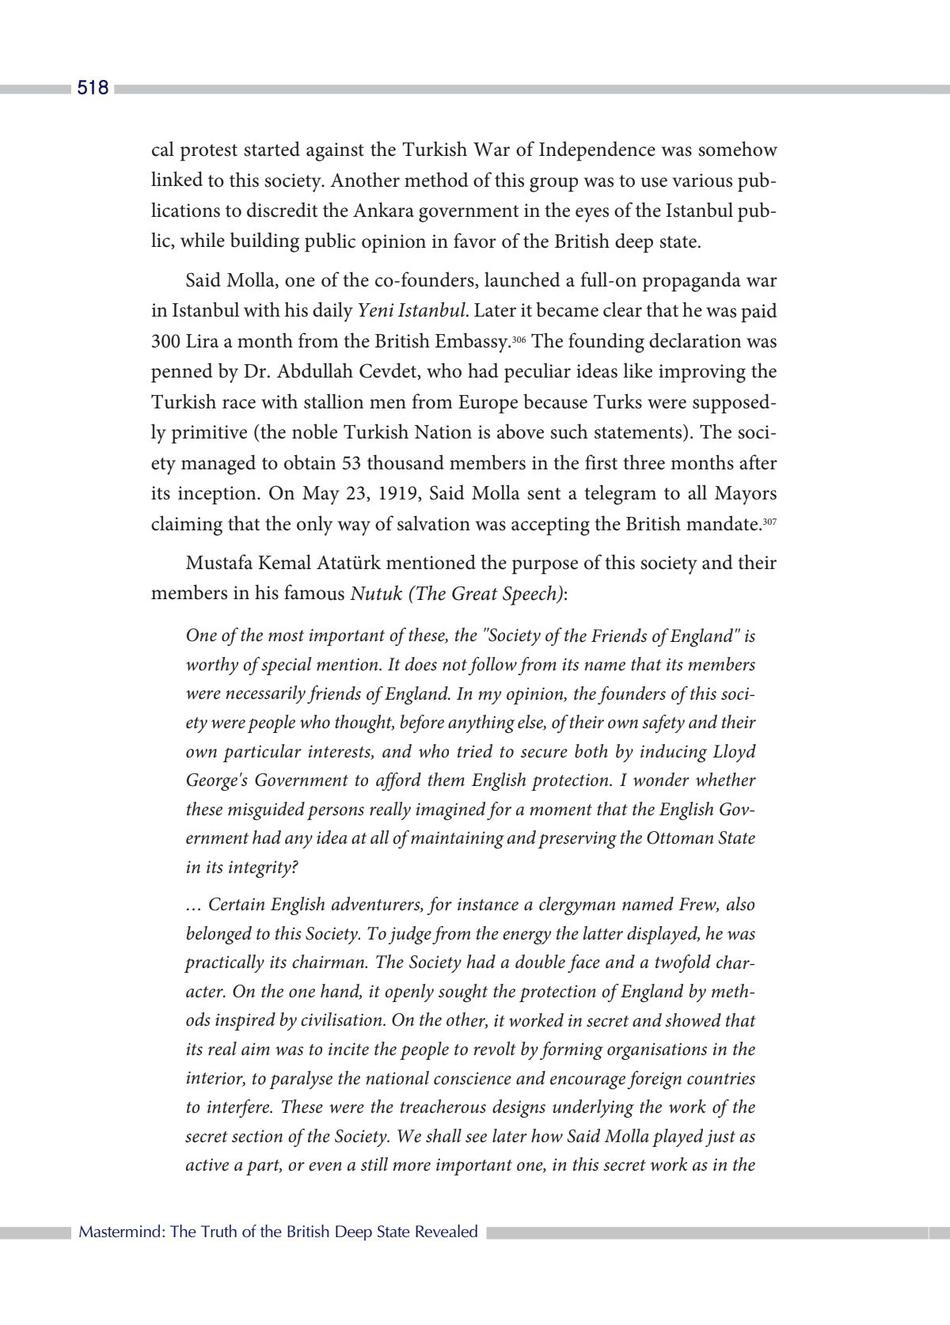 518
cal protest started against the Turkish War of Independence was somehow
linked to this society. Another method of this group was to use various pub-
lications to discredit the Ankara government in the eyes of the Istanbul pub-
lic, while building public opinion in favor of the British deep state.
Said Molla, one of the co-founders, launched a full-on propaganda war
in Istanbul with his daily Yeni Istanbul. Later it became clear that he was paid
300 Lira a month from the British Embassy.306 The founding declaration was
penned by Dr. Abdullah Cevdet, who had peculiar ideas like improving the
Turkish race with stallion men from Europe because Turks were supposed-
ly primitive (the noble Turkish Nation is above such statements). The soci-
ety managed to obtain 53 thousand members in the first three months after
its inception. On May 23, 1919, Said Molla sent a telegram to all Mayors
claiming that the only way of salvation was accepting the British mandate.307
Mustafa Kemal Atatürk mentioned the purpose of this society and their
members in his famous Nutuk (The Great Speech):
One of the most important of these, the "Society of the Friends of England" is
worthy of special mention. It does not follow from its name that its members
were necessarily friends of England. In my opinion, the founders of this soci-
ety were people who thought, before anything else, of their own safety and their
own particular interests, and who tried to secure both by inducing Lloyd
George's Government to afford them English protection. I wonder whether
these misguided persons really imagined for a moment that the English Gov-
ernment had any idea at all of maintaining and preserving the Ottoman State
in its integrity?
… Certain English adventurers, for instance a clergyman named Frew, also
belonged to this Society. To judge from the energy the latter displayed, he was
practically its chairman. The Society had a double face and a twofold char-
acter. On the one hand, it openly sought the protection of England by meth-
ods inspired by civilisation. On the other, it worked in secret and showed that
its real aim was to incite the people to revolt by forming organisations in the
interior, to paralyse the national conscience and encourage foreign countries
to interfere. These were the treacherous designs underlying the work of the
secret section of the Society. We shall see later how Said Molla played just as
active a part, or even a still more important one, in this secret work as in the
Mastermind: The Truth of the British Deep State Revealed